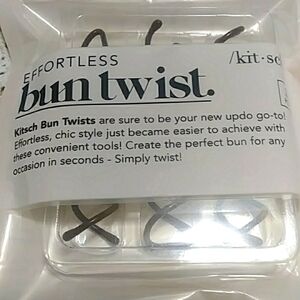 EFFORTLESS
/kit·sc
bun twist.
Kitsch Bun Twists are sure to be your new updo go-to!
Effortless, chic style just became easier to achieve with
these convenient tools! Create the perfect bun for any
occasion in seconds - Simply twist!